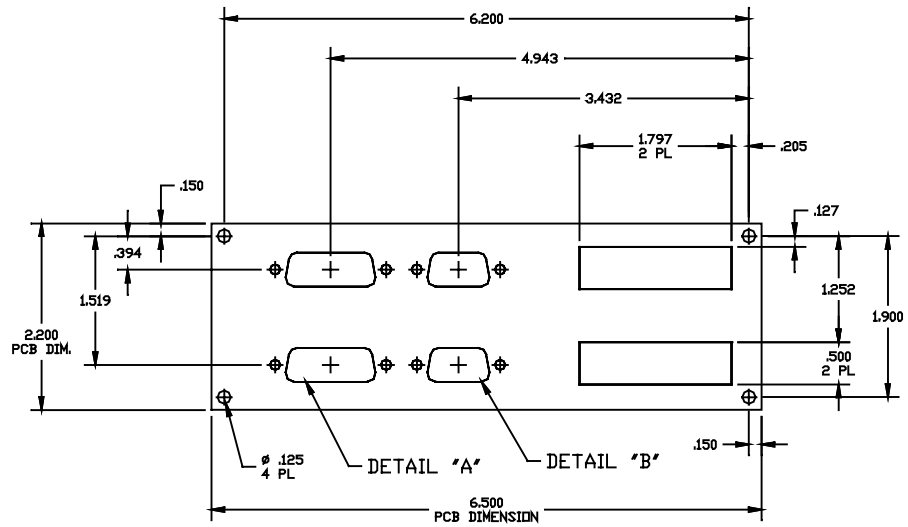 6.200
4.943
3.432
1.797
2 PL
.205
.150
.127
.394
1.519
1.252
1.900
2.200
PCB DIM.
.500
2 PL
.150
Ø .125
4 PL
DETAIL "A"
DETAIL "B"
6.500
PCB DIMENSION